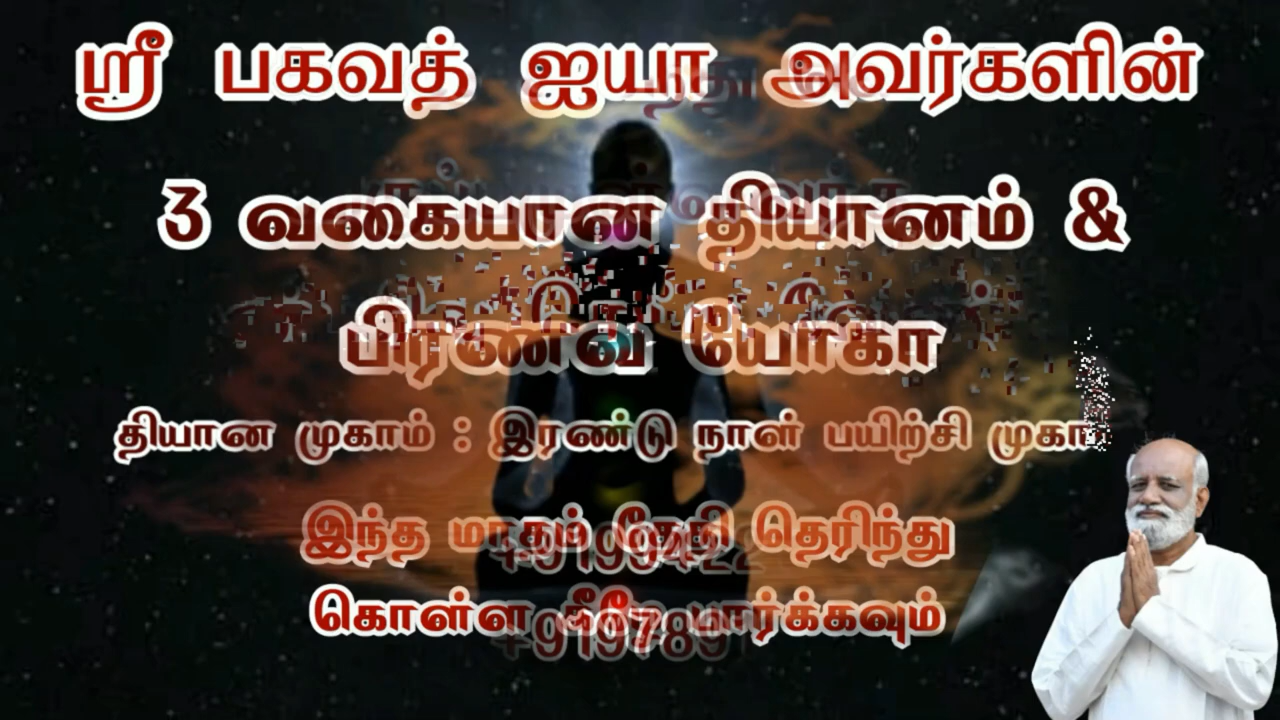 ஸ்ரீ பகவத் ஐயா அவர்களின்
3 வகையான தியானம் &
பிரணவ யோகா
தியான முகாம் : இரண்டு நாள் பயிற்சி முகாம்
இந்த மாதம் தேதி தெரிந்து
கொள்ள கீழே பார்க்கவும்